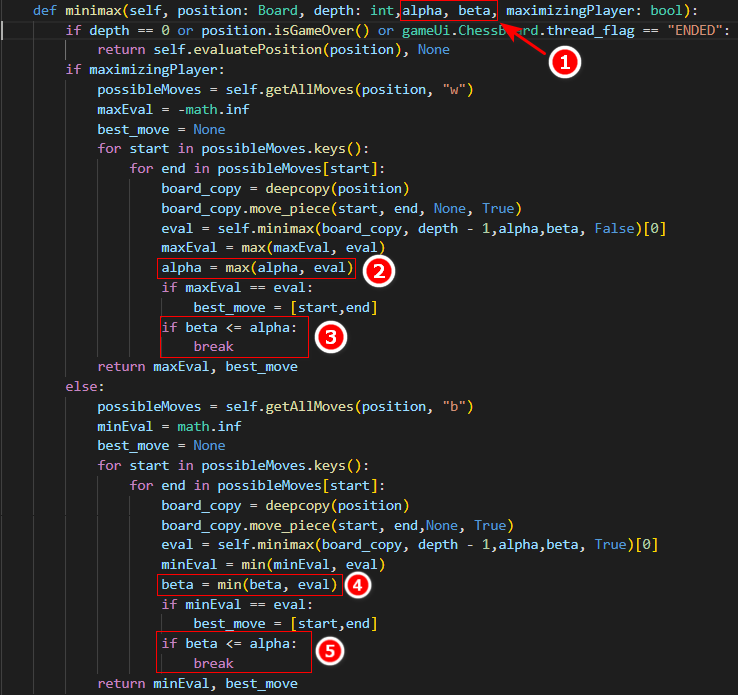 def minimax(self, position: Board, depth: int,alpha, beta, maximizingPlayer: bool):
if depth == 0 or position.isGameOver() or gameUi.ChessBoard.thread_flag == "ENDED":
return self.evaluatePosition(position), None
1
if maximizingPlayer:
possibleMoves = self.getAllMoves(position, "w")
maxEval = -math.inf
best_move = None
for start in possibleMoves.keys():
for end in possibleMoves[start]:
board_copy = deepcopy(position)
board_copy.move_piece(start, end, None, True)
eval = self.minimax(board_copy, depth - 1,alpha,beta, False)[0]
maxEval = max(maxEval, eval)
alpha = max(alpha, eval) 2
if maxEval == eval:
best_move = [start,end]
if beta <= alpha: 3
break
return maxEval, best_move
else:
possibleMoves = self.getAllMoves(position, "b")
minEval = math.inf
best_move = None
for start in possibleMoves.keys():
for end in possibleMoves[start]:
board_copy = deepcopy(position)
board_copy.move_piece(start, end,None, True)
eval = self.minimax(board_copy, depth - 1,alpha,beta, True)[0]
minEval = min(minEval, eval)
beta = min(beta, eval) 4
if minEval == eval:
best_move = [start,end]
if beta <= alpha: 5
break
return minEval, best_move